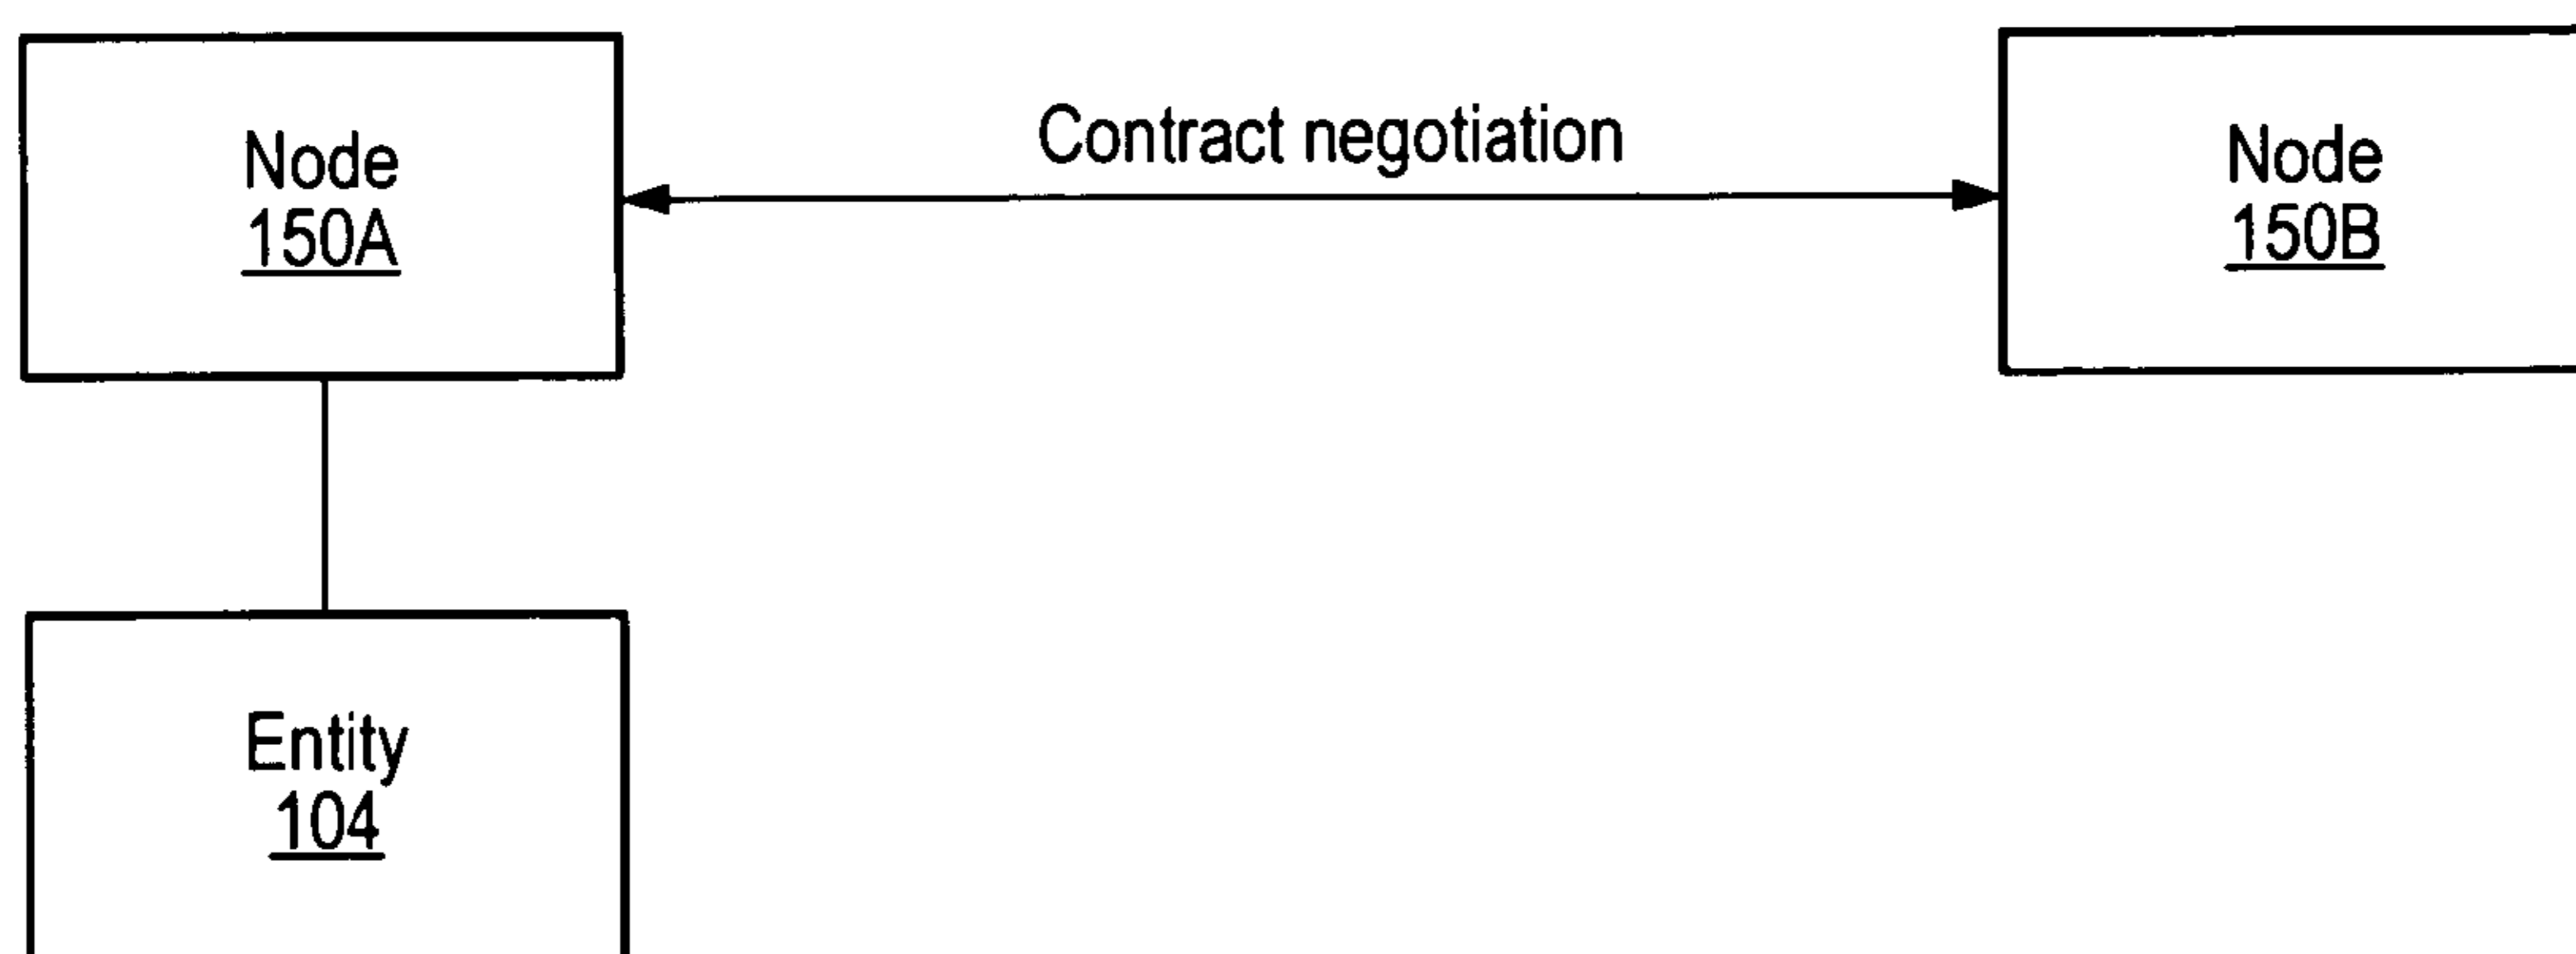 Node
150A
Contract negotiation
Node
150B
Entity
104